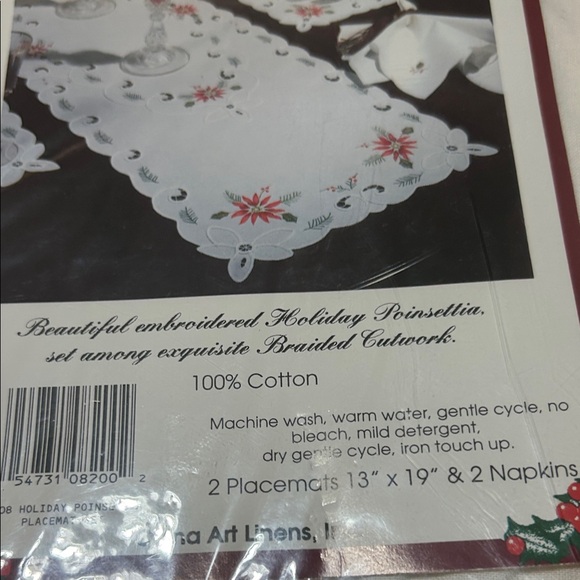 Beautiful embroidered Holiday Poinsettia,
set among exquisite Braided Cutwork.
100% Cotton
Machine wash, warm water, gentle cycle, no
bleach, mild detergent,
dry gentle cycle, iron touch up.
2 Placemats 13" x 19" & 2 Napkins
54731 08200 2
HOLIDAY
Art Linens,